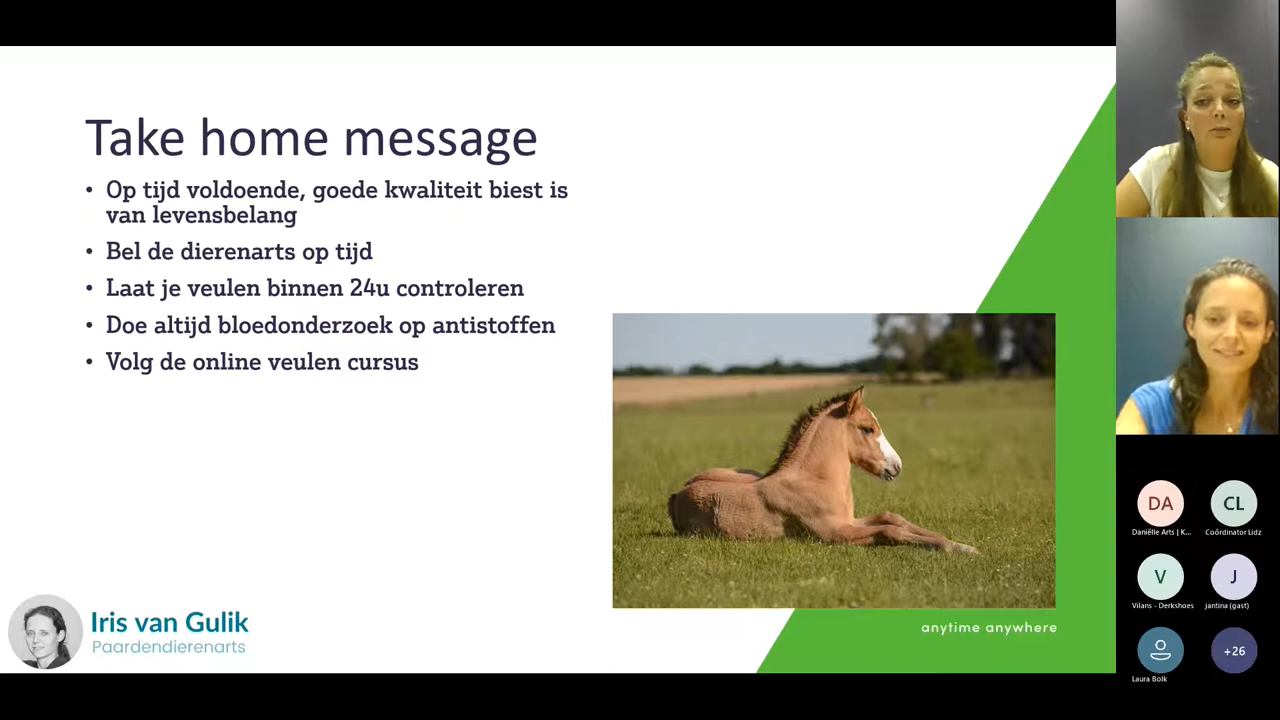 Take home message
• Op tijd voldoende, goede kwaliteit biest is
van levensbelang
• Bel de dierenarts op tijd
• Laat je veulen binnen 24u controleren
• Doe altijd bloedonderzoek op antistoffen
• Volg de online veulen cursus
Iris van Gulik
Paardendierenarts
anytime anywhere
DA
CL
Daniëlle Arts | K...
Coördinator Lidz
V
J
Vilans - Derkshoes
jantina (gast)
+26
Laura Bolk